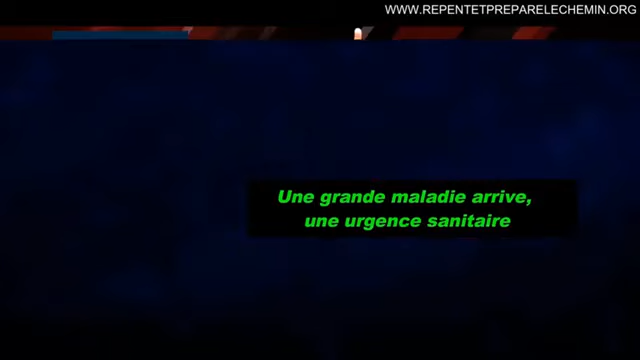 WWW.REPENTETPREPARELECHEMIN.ORG
Une grande maladie arrive,
une urgence sanitaire